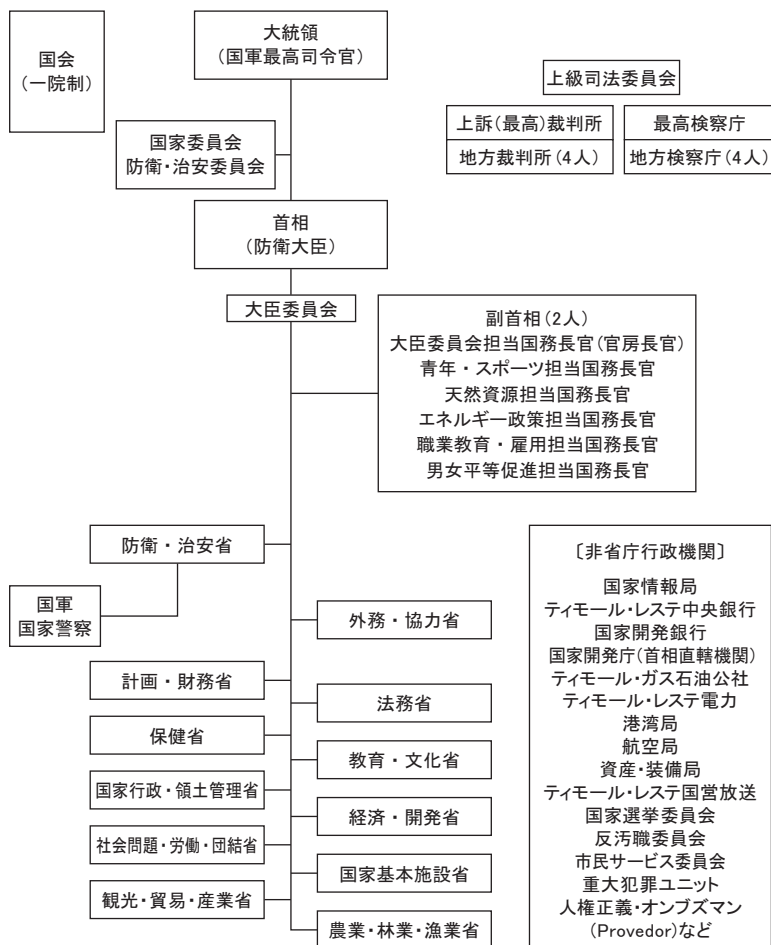 国会
(一院制)
大統領
(国軍最高司令官)
上級司法委員会
上訴(最高)裁判所
地方裁判所(4人)
最高検察庁
地方検察庁(4人)
国家委員会
防衛・治安委員会
首相
(防衛大臣)
大臣委員会
副首相(2人)
大臣委員会担当国務長官(官房長官)
青年・スポーツ担当国務長官
天然資源担当国務長官
エネルギー政策担当国務長官
職業教育・雇用担当国務長官
男女平等促進担当国務長官
防衛・治安省
国軍
国家警察
外務・協力省
計画・財務省
法務省
保健省
教育・文化省
国家行政・領土管理省
経済・開発省
社会問題・労働・団結省
国家基本施設省
観光・貿易・産業省
農業・林業・漁業省
〔非省庁行政機関〕
国家情報局
ティモール・レステ中央銀行
国家開発銀行
国家開発庁(首相直轄機関)
ティモール・ガス石油公社
ティモール・レステ電力
港湾局
航空局
資産・装備局
ティモール・レステ国営放送
国家選挙委員会
反汚職委員会
市民サービス委員会
重大犯罪ユニット
人権正義・オンブズマン
(Provedor)など